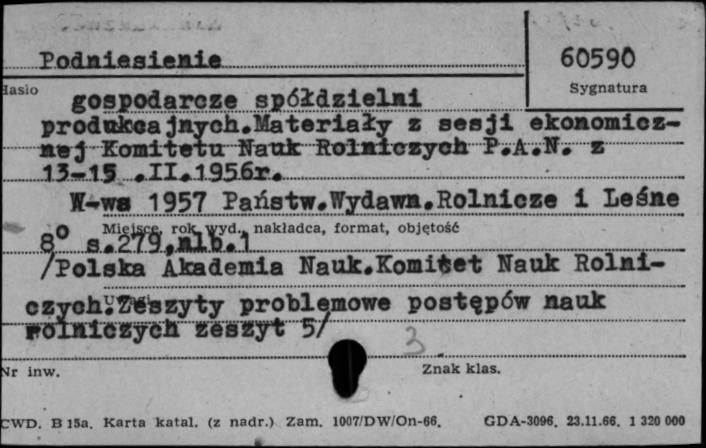 Podniesienie
60590
Hasło
Sygnatura
gospodarcze spółdzielni
produkcajnych.Materiały z sesji ekonomicz-
nej Komitetu Nauk Rolniczych P.A.N. z
13-15 .II.1956r.
W-wa 1957 Państw.Wydawn.Rolnicze i Leśne
Miejsce, rok wyd., nakładca, format, objętość
8° s.279,nlb.1
/Polska Akademia Nauk.Komitet Nauk Rolni-
czych.Zeszyty problemowe postępów nauk
Uwagi
rolniczych zeszyt 5/
3
Nr inw.
Znak klas.
CWD. B 15a. Karta katal. (z nadr.) Zam. 1007/DW/On-66. GDA-3096. 23.11.66. 1 320 000